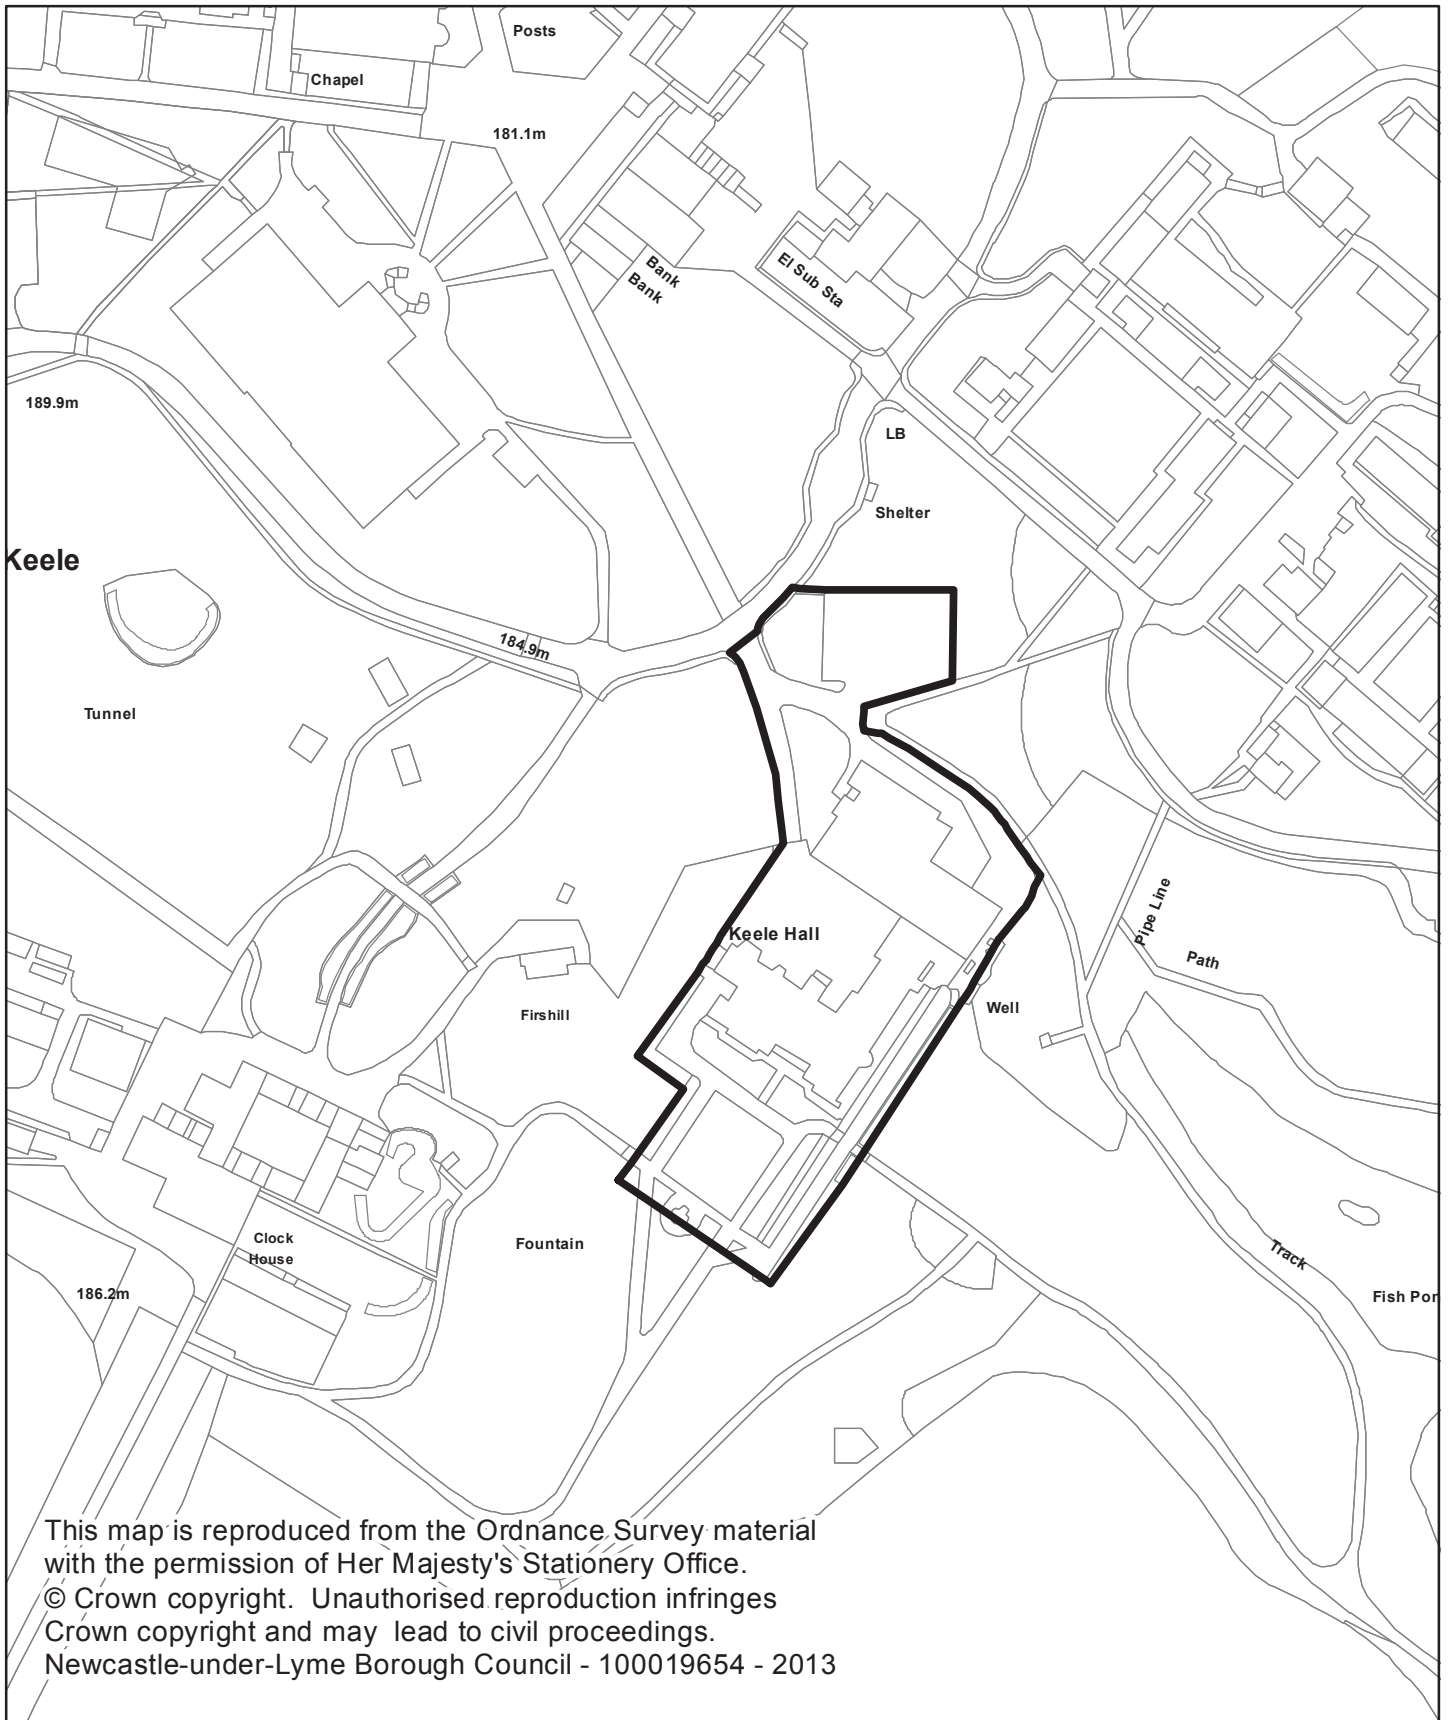 Posts
Chapel
181.1m
Bank
Bank
El Sub Sta
189.9m
LB
Shelter
Keele
184.9m
Tunnel
Keele Hall
Pipe Line
Path
Well
Firshill
Clock
House
Fountain
Track
186.2m
Fish Pon
This map is reproduced from the Ordnance Survey material
with the permission of Her Majesty's Stationery Office.
© Crown copyright. Unauthorised reproduction infringes
Crown copyright and may lead to civil proceedings.
Newcastle-under-Lyme Borough Council - 100019654 - 2013